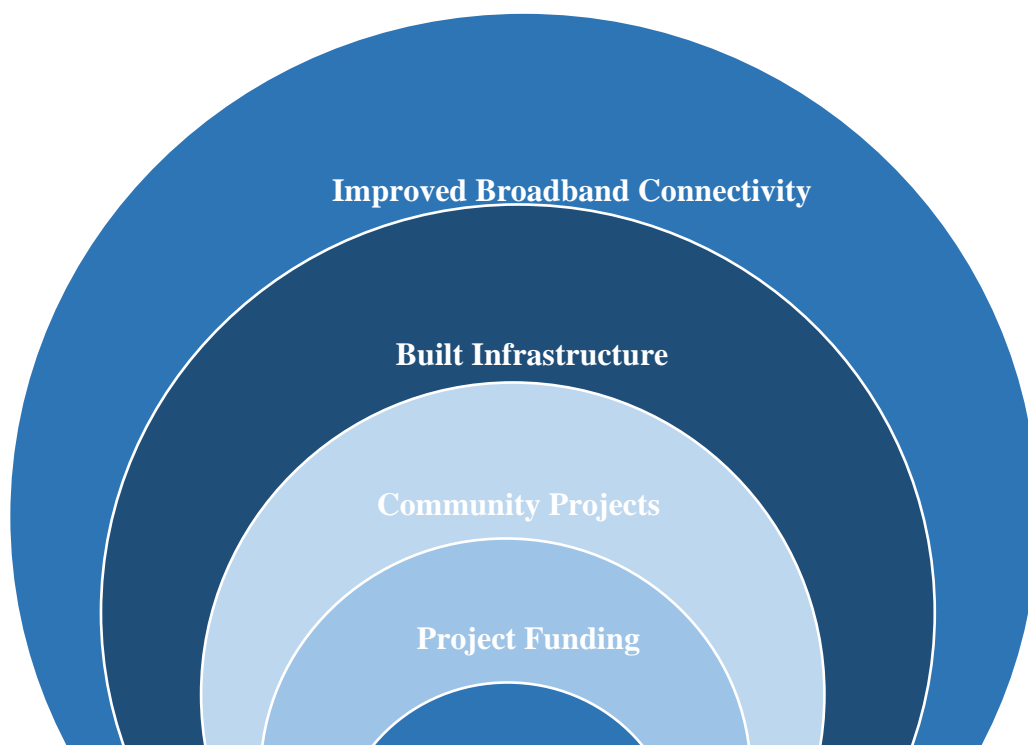 Improved Broadband Connectivity
Built Infrastructure
Community Projects
Project Funding